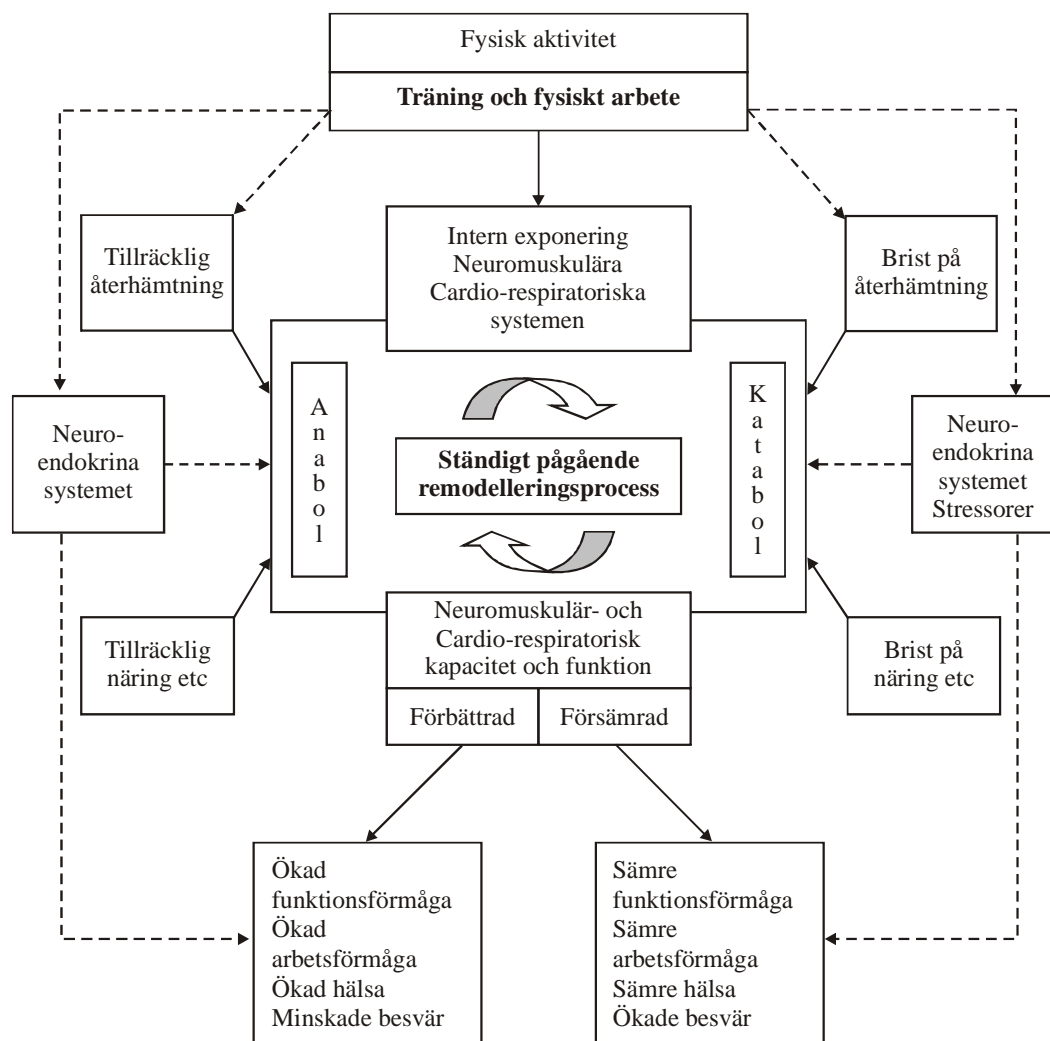 Fysisk aktivitet
Träning och fysiskt arbete
Tillräcklig
återhämtning
Intern exponering
Neuromuskulära
Cardio-respiratoriska
systemen
Brist på
återhämtning
Neuro-
endokrina
systemet
Anabol
Ständigt pågående
remodelleringsprocess
Katabol
Neuro-
endokrina
systemet
Stressorer
Tillräcklig
näring etc
Neuromuskulär- och
Cardio-respiratorisk
kapacitet och funktion
Förbättrad
Försämrad
Brist på
näring etc
Ökad
funktionsförmåga
Ökad
arbetsförmåga
Ökad hälsa
Minskade besvär
Sämre
funktionsförmåga
Sämre
arbetsförmåga
Sämre hälsa
Ökade besvär